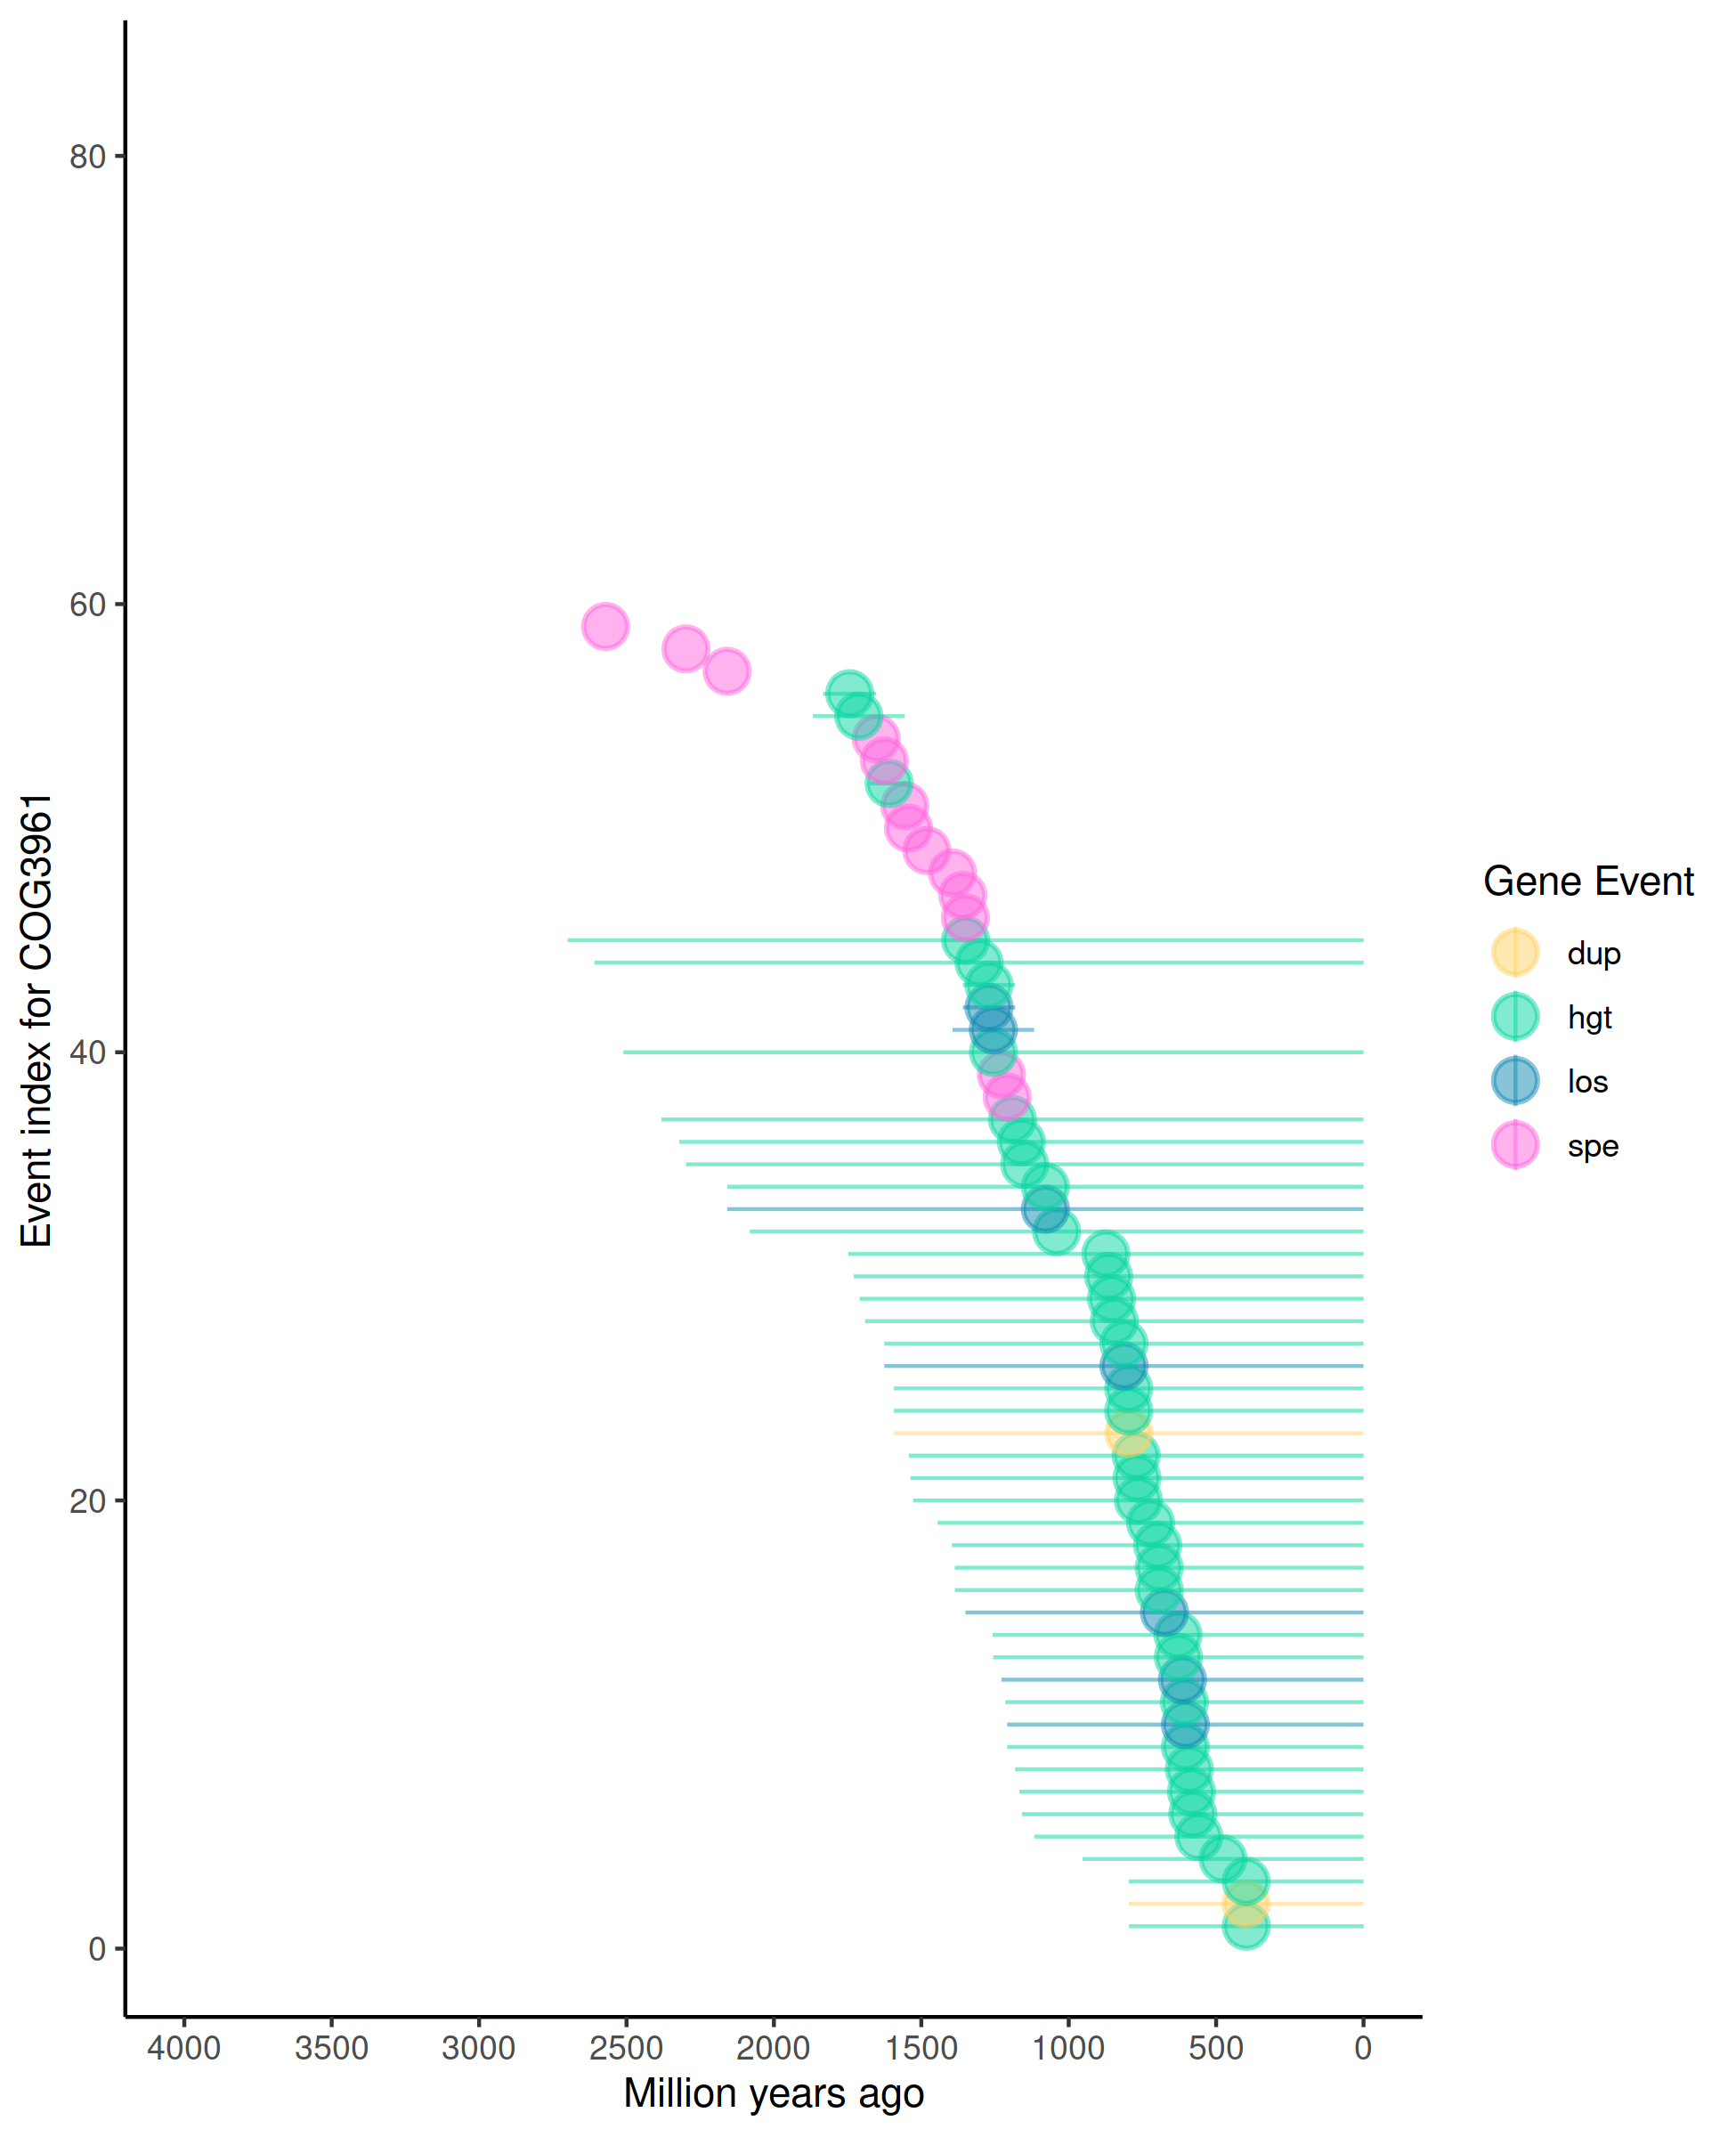 Event index for COG3961
80
60
40
20
0
4000 3500 3000 2500 2000 1500 1000 500 0
Million years ago
Gene Event
dup
hgt
los
spe